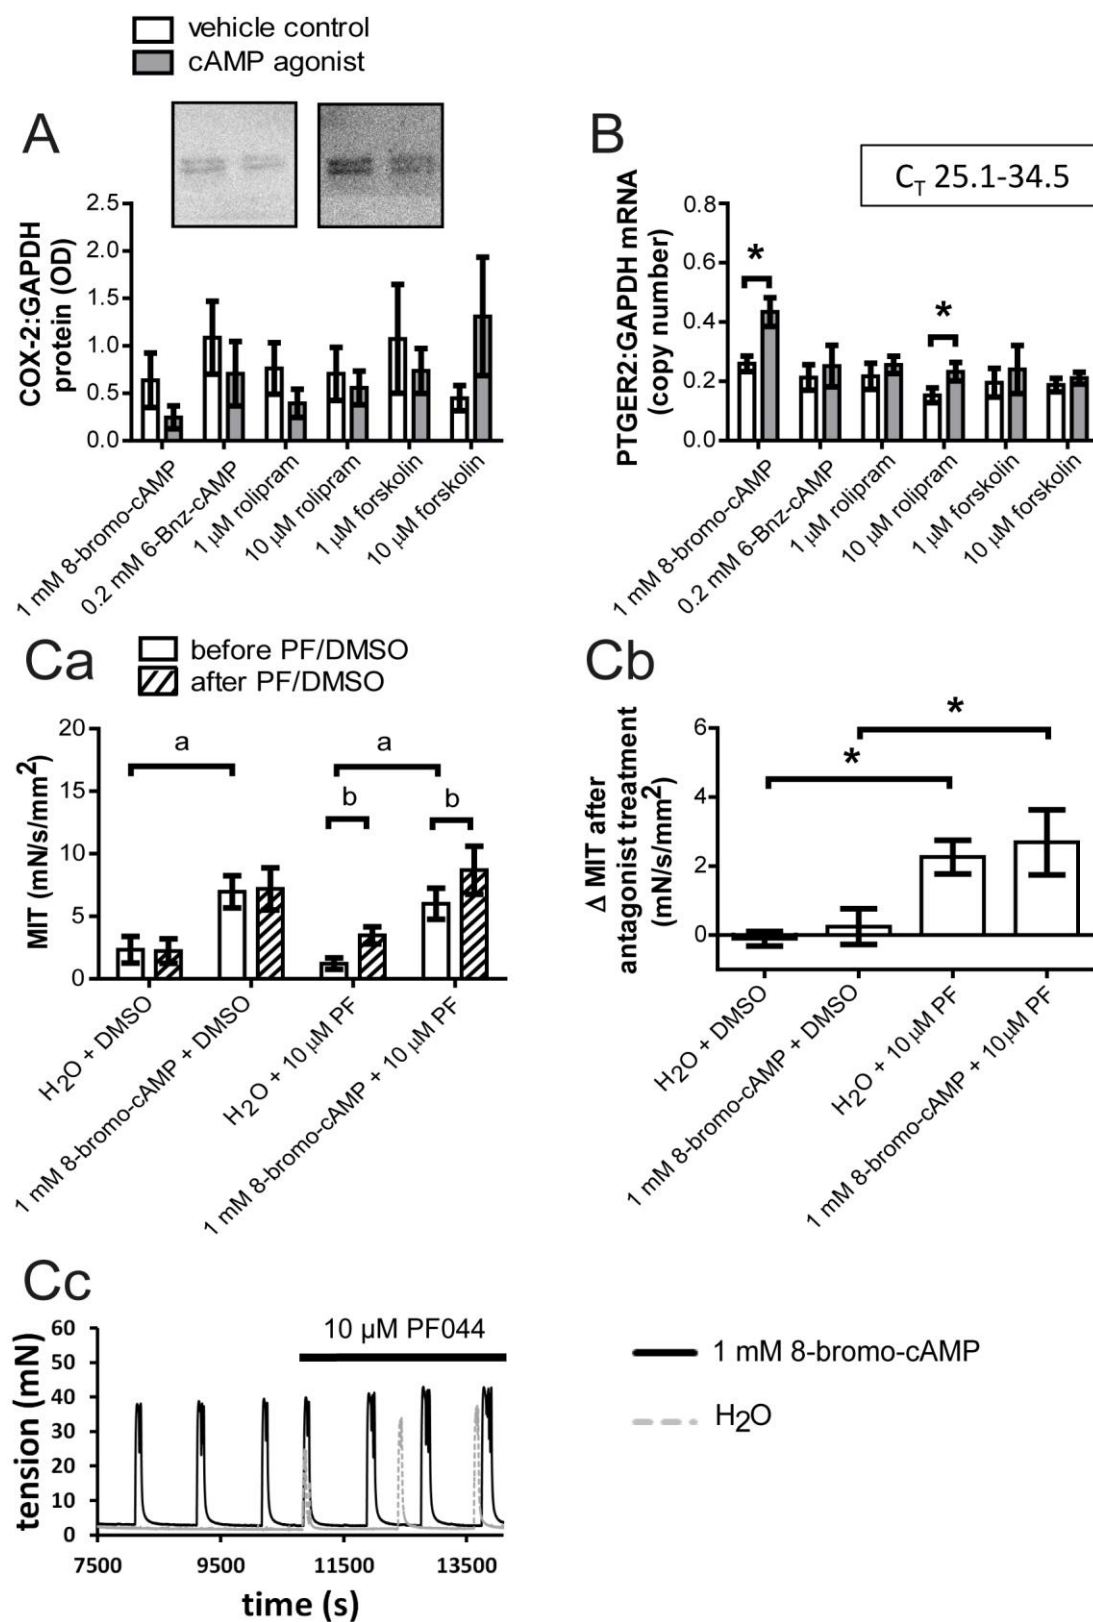 vehicle control
cAMP agonist
A
COX-2:GAPDH
protein (OD)
2.5
2.0
1.5
1.0
0.5
0.0
1 mM 8-bromo-cAMP
0.2 mM 6-Bnz-cAMP
1 µM rolipram
10 µM rolipram
1 µM forskolin
10 µM forskolin
B
C_T 25.1-34.5
PTGER2:GAPDH mRNA
(copy number)
0.8
0.6
0.4
0.2
0.0
*
*
1 mM 8-bromo-cAMP
0.2 mM 6-Bnz-cAMP
1 µM rolipram
10 µM rolipram
1 µM forskolin
10 µM forskolin
Ca
before PF/DMSO
after PF/DMSO
MIT (mN/s/mm²)
20
15
10
5
0
a
a
b
b
H₂O + DMSO
1 mM 8-bromo-cAMP + DMSO
H₂O + 10 µM PF
1 mM 8-bromo-cAMP + 10 µM PF
Cb
Δ MIT after
antagonist treatment
(mN/s/mm²)
6
4
2
0
*
*
H₂O + DMSO
1 mM 8-bromo-cAMP + DMSO
H₂O + 10 µM PF
1 mM 8-bromo-cAMP + 10 µM PF
Cc
tension (mN)
60
50
40
30
20
10
0
10 µM PF044
7500
9500
11500
13500
time (s)
1 mM 8-bromo-cAMP
H₂O